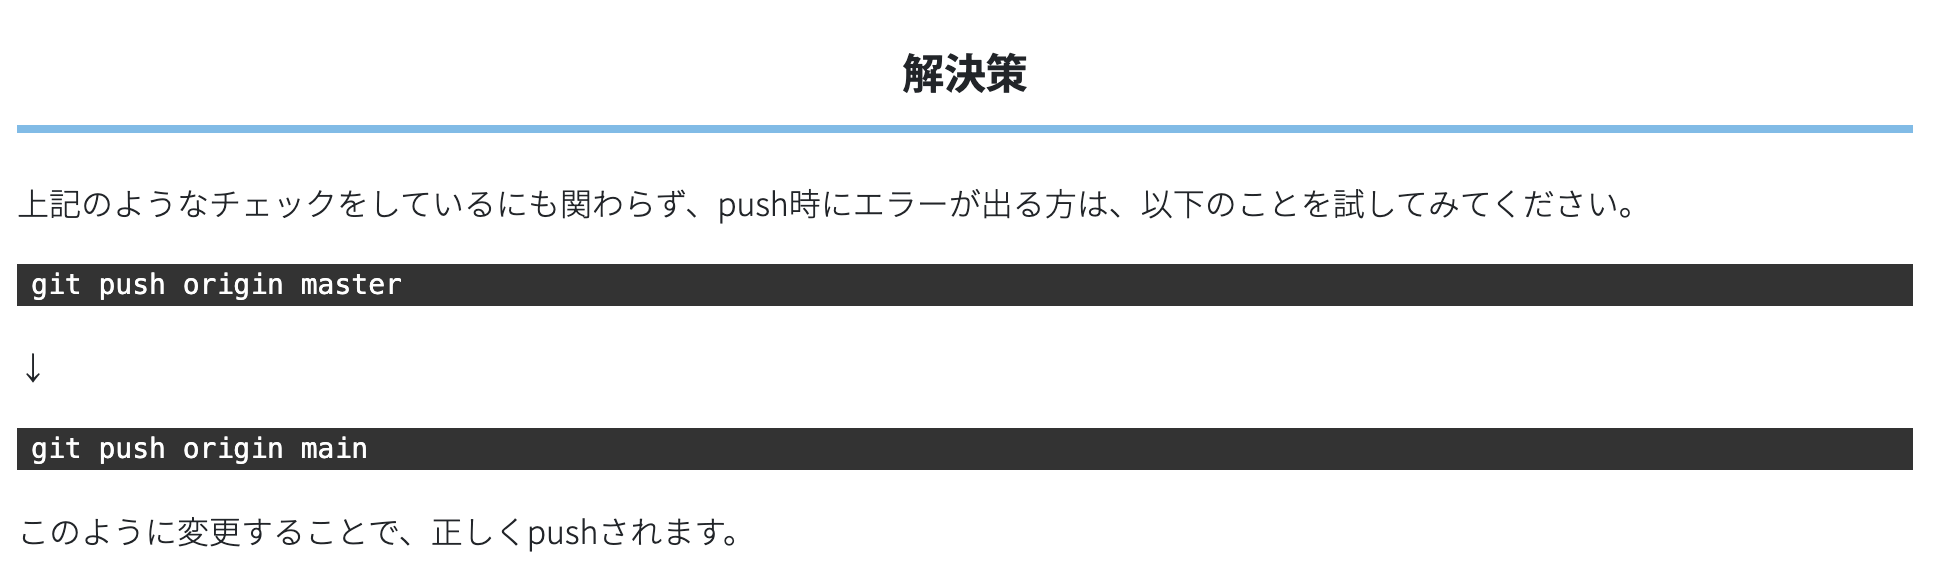 解決策
上記のようなチェックをしているにも関わらず、push時にエラーが出る方は、以下のことを試してみてください。
git push origin master
↓
git push origin main
このように変更することで、正しくpushされます。